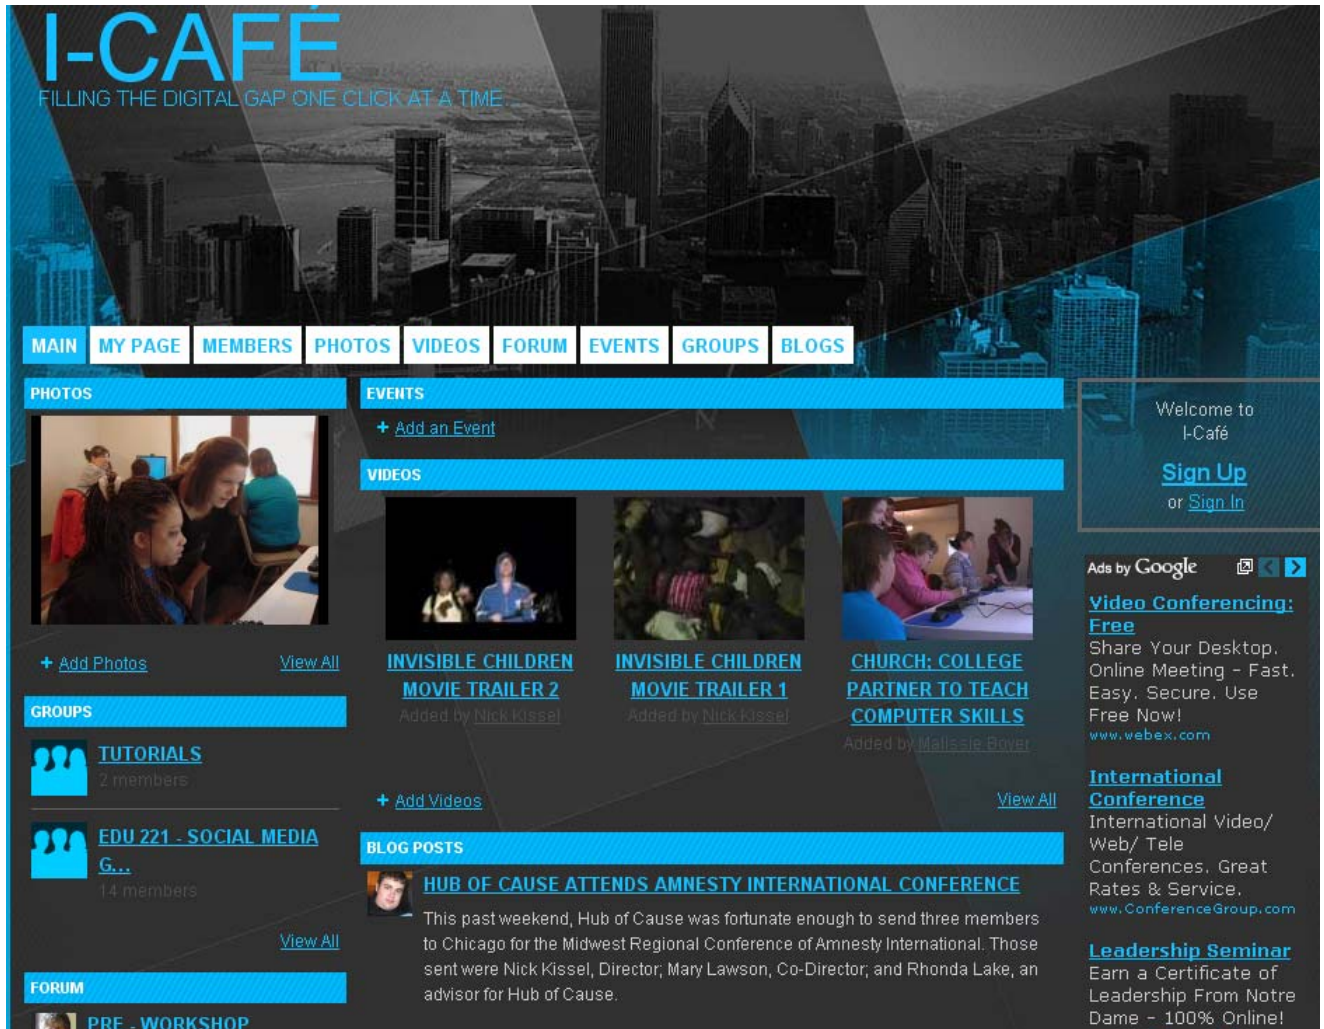 I-CAFÉ
FILLING THE DIGITAL GAP ONE CLICK AT A TIME...
MAIN MY PAGE MEMBERS PHOTOS VIDEOS FORUM EVENTS GROUPS BLOGS
PHOTOS
+ Add Photos View All
GROUPS
TUTORIALS
2 members
EDU 221 - SOCIAL MEDIA
G...
14 members
View All
FORUM
PRE - WORKSHOP
EVENTS
+ Add an Event
VIDEOS
INVISIBLE CHILDREN
MOVIE TRAILER 2
Added by Nick Kissel
INVISIBLE CHILDREN
MOVIE TRAILER 1
Added by Nick Kissel
CHURCH; COLLEGE
PARTNER TO TEACH
COMPUTER SKILLS
Added by Malissie Boyer
+ Add Videos View All
BLOG POSTS
HUB OF CAUSE ATTENDS AMNESTY INTERNATIONAL CONFERENCE
This past weekend, Hub of Cause was fortunate enough to send three members
to Chicago for the Midwest Regional Conference of Amnesty International. Those
sent were Nick Kissel, Director; Mary Lawson, Co-Director; and Rhonda Lake, an
advisor for Hub of Cause.
Welcome to
I-Café
Sign Up
or Sign In
Ads by Google
Video Conferencing:
Free
Share Your Desktop.
Online Meeting - Fast.
Easy. Secure. Use
Free Now!
www.webex.com
International
Conference
International Video/
Web/ Tele
Conferences. Great
Rates & Service.
www.ConferenceGroup.com
Leadership Seminar
Earn a Certificate of
Leadership From Notre
Dame - 100% Online!